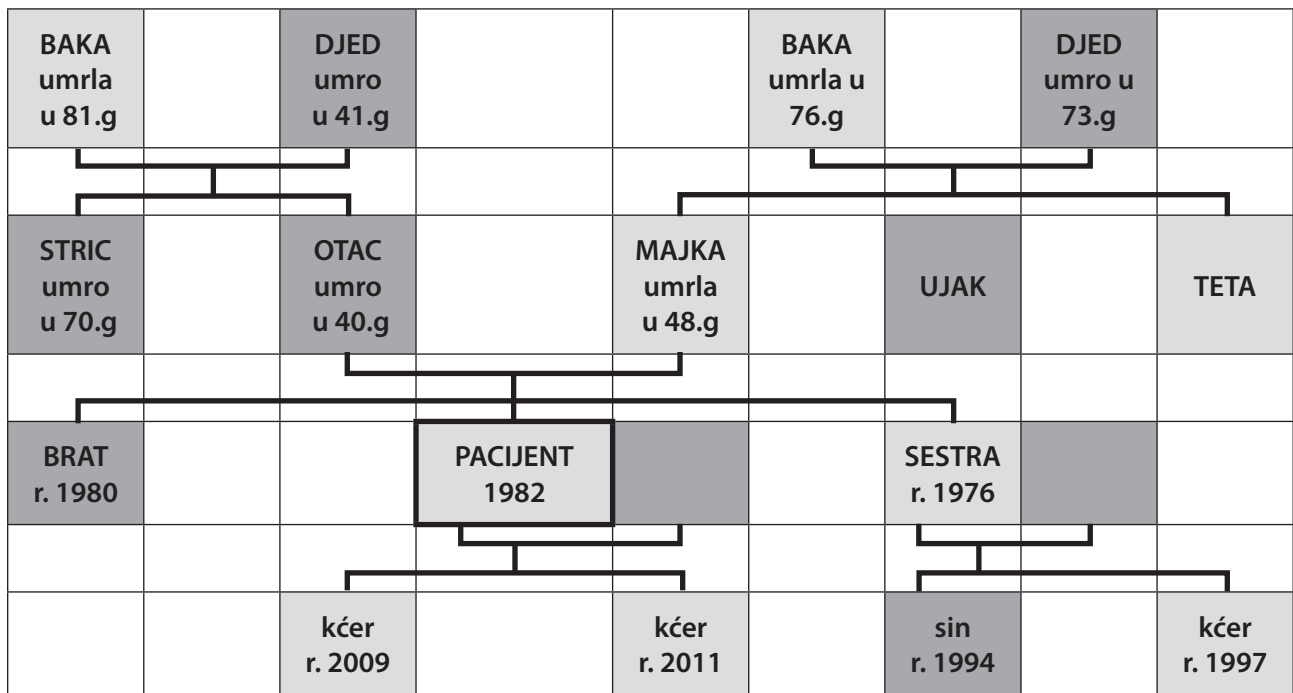 BAKA
umrla
u 81.g
DJED
umro
u 41.g
BAKA
umrla u
76.g
DJED
umro u
73.g
STRIC
umro
u 70.g
OTAC
umro
u 40.g
MAJKA
umrla
u 48.g
UJAK
TETA
BRAT
r. 1980
PACIJENT
1982
SESTRA
r. 1976
kćer
r. 2009
kćer
r. 2011
sin
r. 1994
kćer
r. 1997